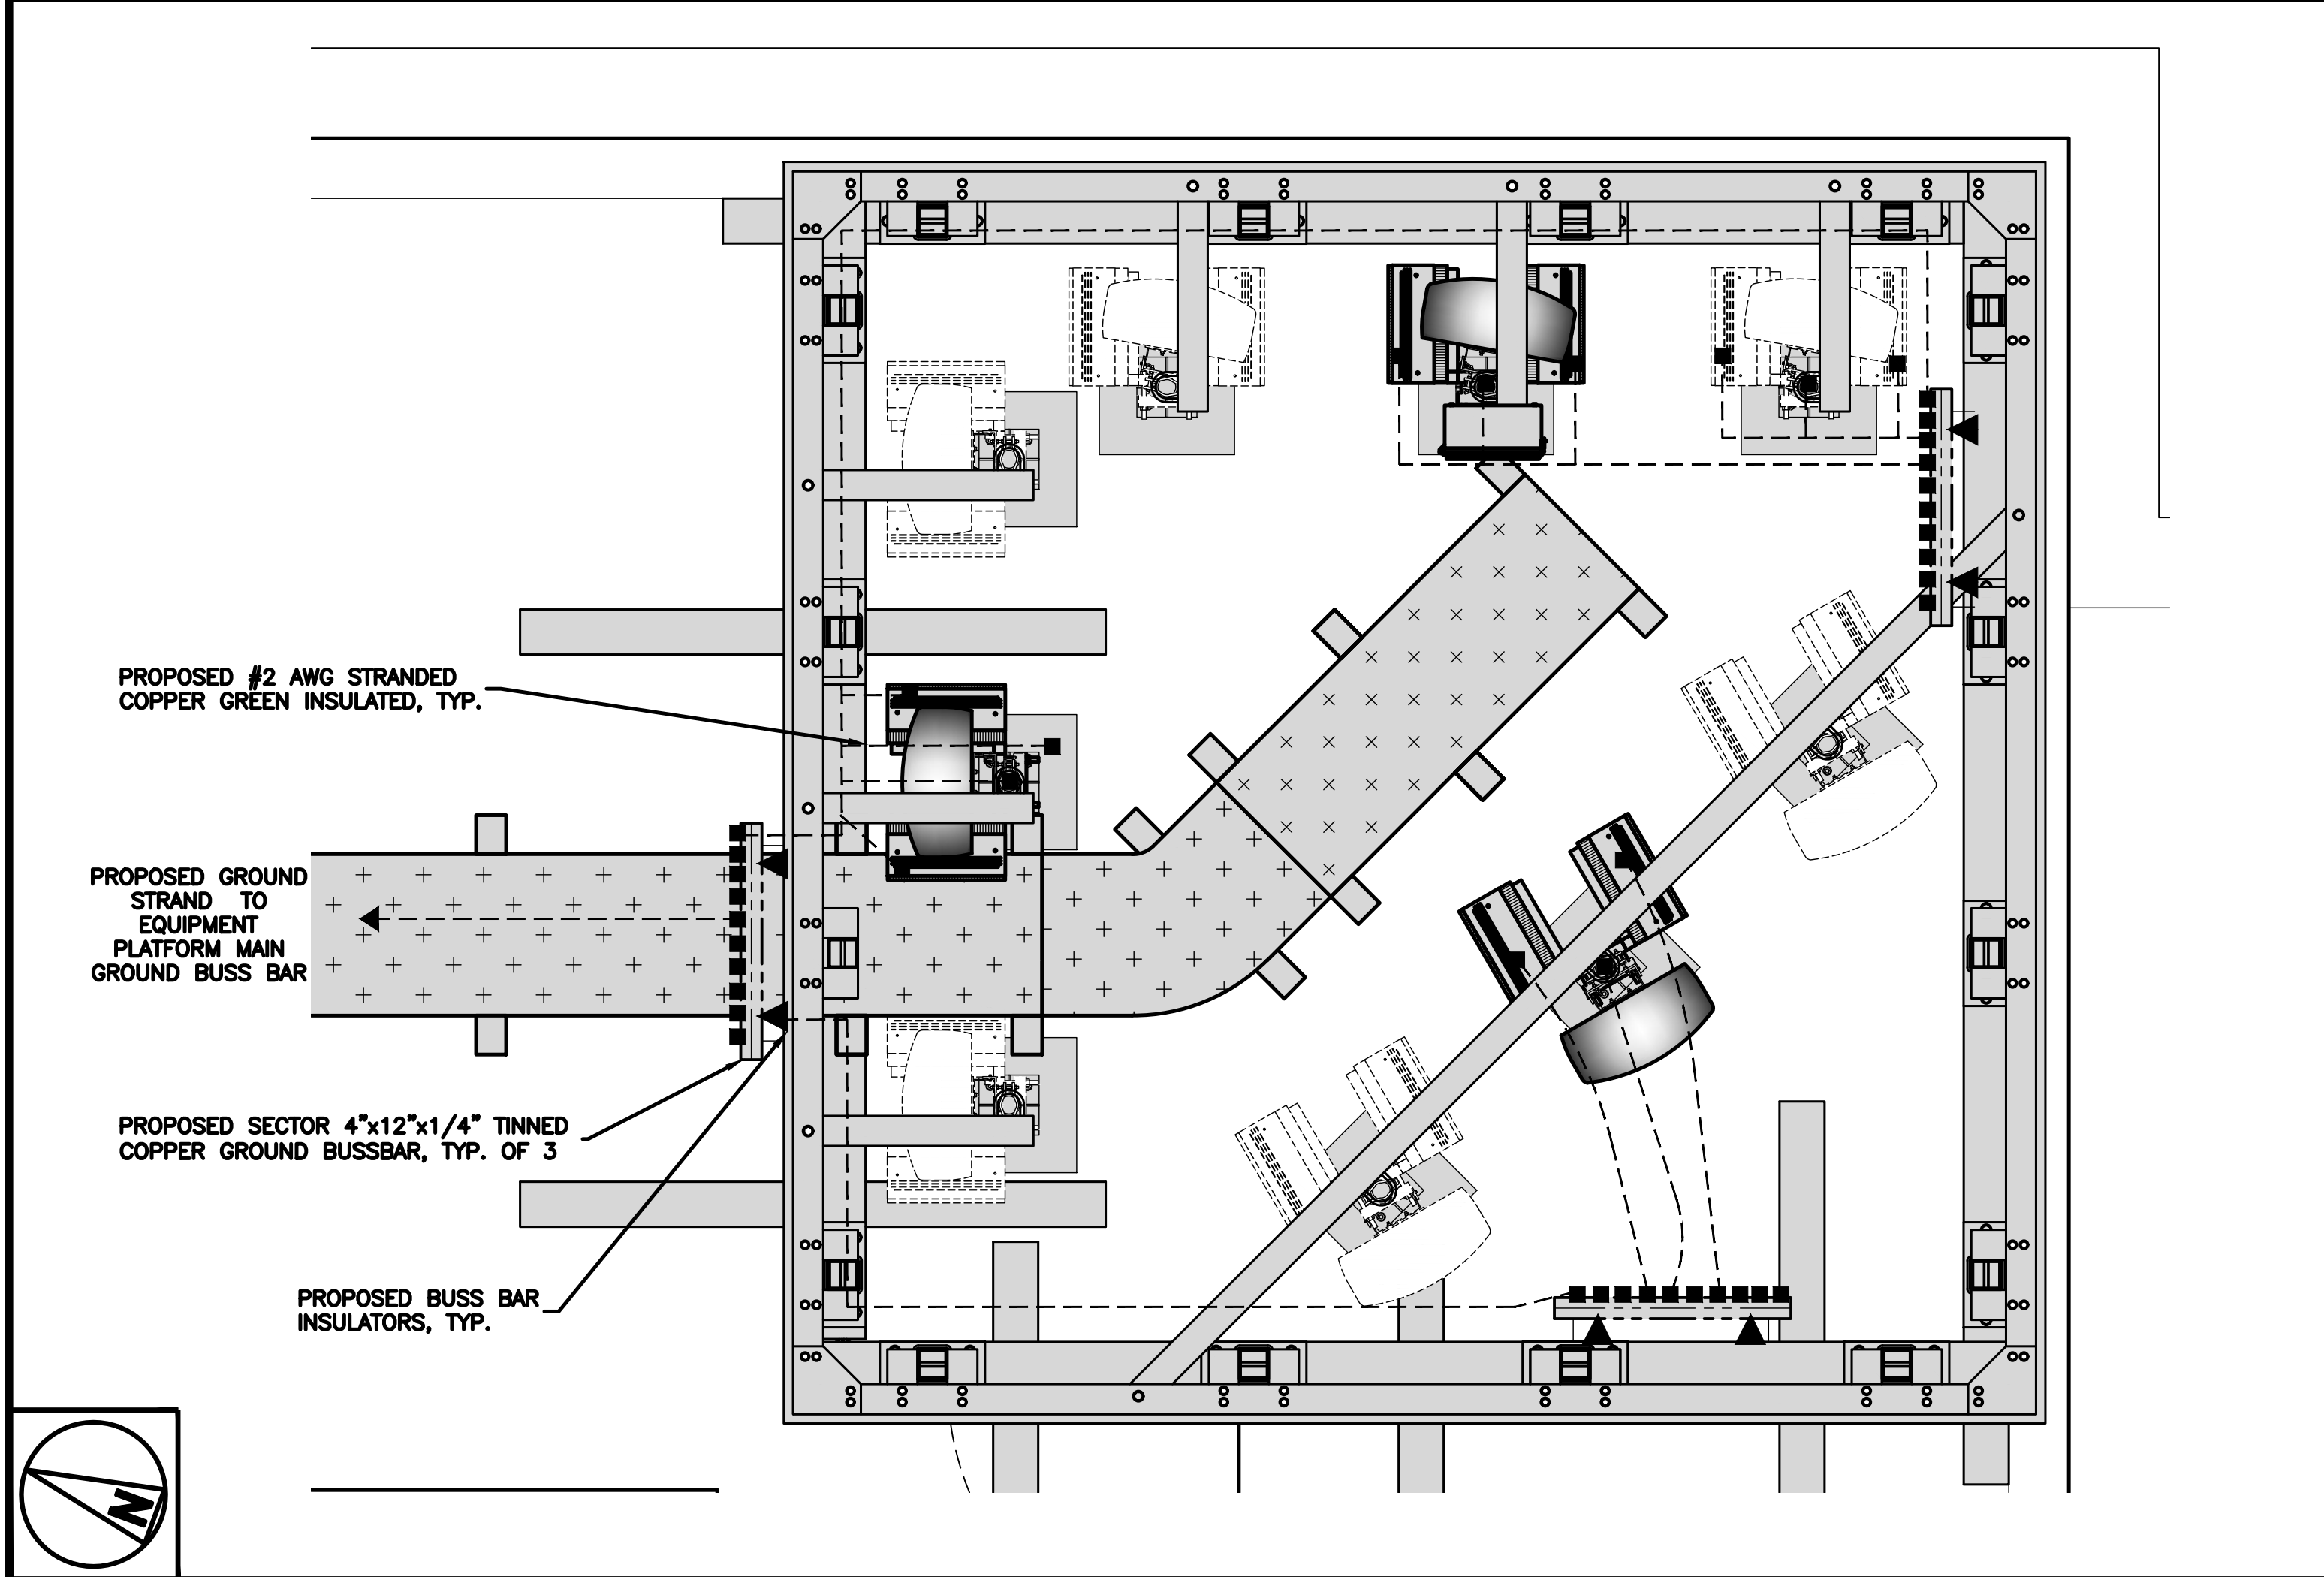 PROPOSED #2 AWG STRANDED
COPPER GREEN INSULATED, TYP.
PROPOSED GROUND
STRAND TO
EQUIPMENT
PLATFORM MAIN
GROUND BUSS BAR
PROPOSED SECTOR 4"x12"x1/4" TINNED
COPPER GROUND BUSSBAR, TYP. OF 3
PROPOSED BUSS BAR
INSULATORS, TYP.
N